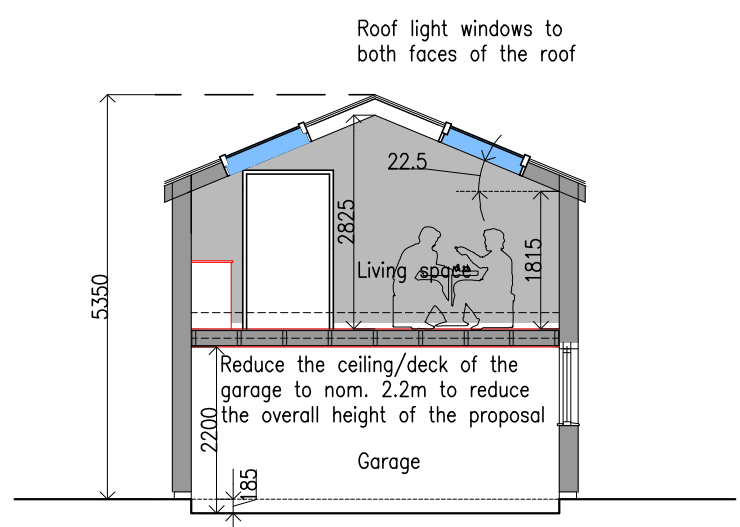 Roof light windows to
both faces of the roof
22.5
2825
Living space
1815
5350
Reduce the ceiling/deck of the
garage to nom. 2.2m to reduce
the overall height of the proposal
2200
Garage
185